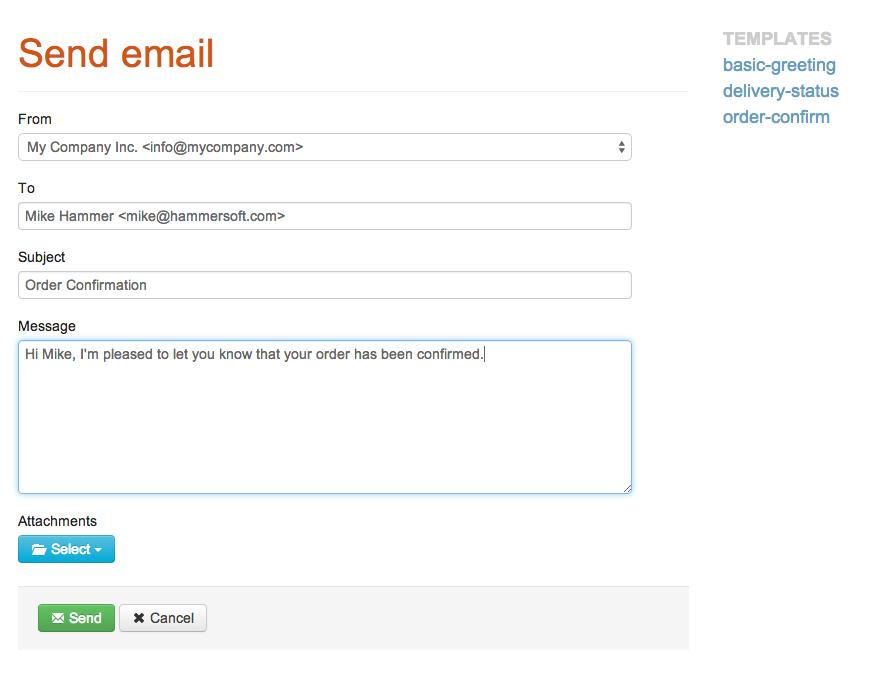 Send email
From
My Company Inc. <info@mycompany.com>
To
Mike Hammer <mike@hammersoft.com>
Subject
Order Confirmation
Message
Hi Mike, I'm pleased to let you know that your order has been confirmed.
Attachments
Select
Send
Cancel
TEMPLATES
basic-greeting
delivery-status
order-confirm